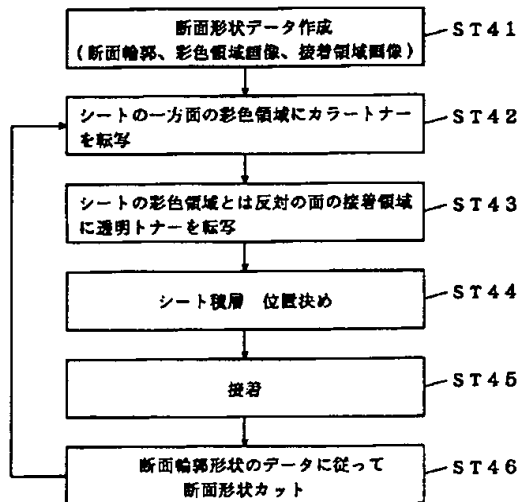 断面形状データ作成
(断面輪郭、彩色領域画像、接着領域画像)
ST41
シートの一方面の彩色領域にカラートナー
を転写
ST42
シートの彩色領域とは反対の面の接着領域
に透明トナーを転写
ST43
シート積層 位置決め
ST44
接着
ST45
断面輪郭形状のデータに従って
断面形状カット
ST46